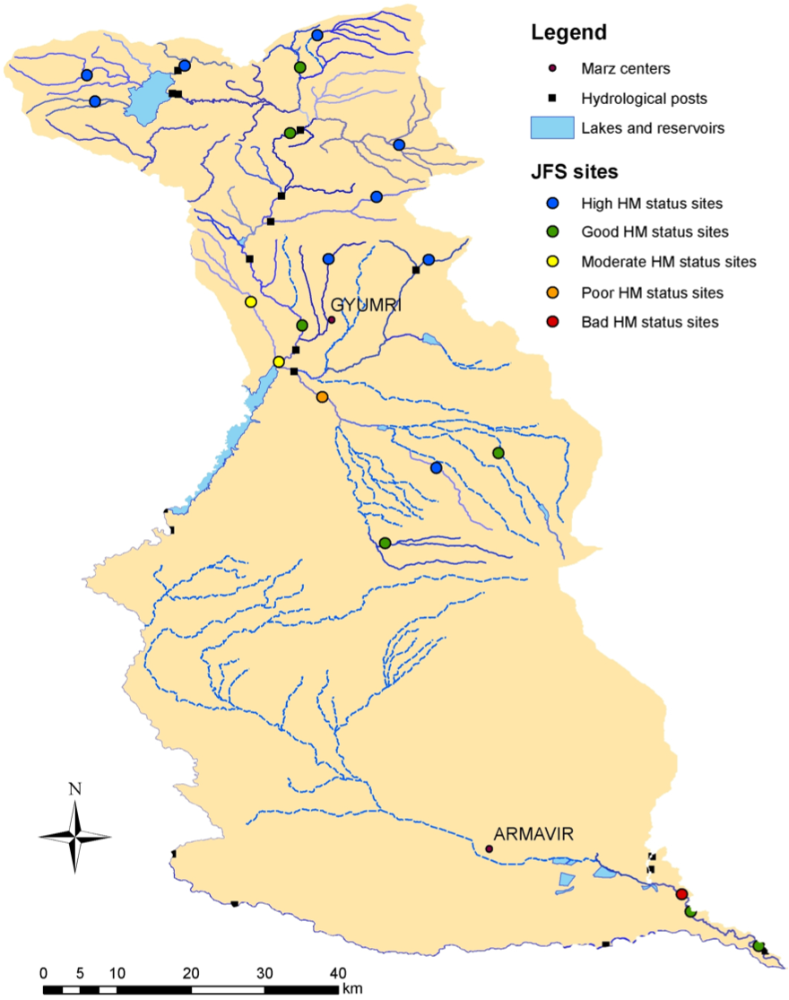 Legend
Marz centers
Hydrological posts
Lakes and reservoirs
JFS sites
High HM status sites
Good HM status sites
Moderate HM status sites
Poor HM status sites
Bad HM status sites
GYUMRI
N
ARMAVIR
0 5 10 20 30 40
km